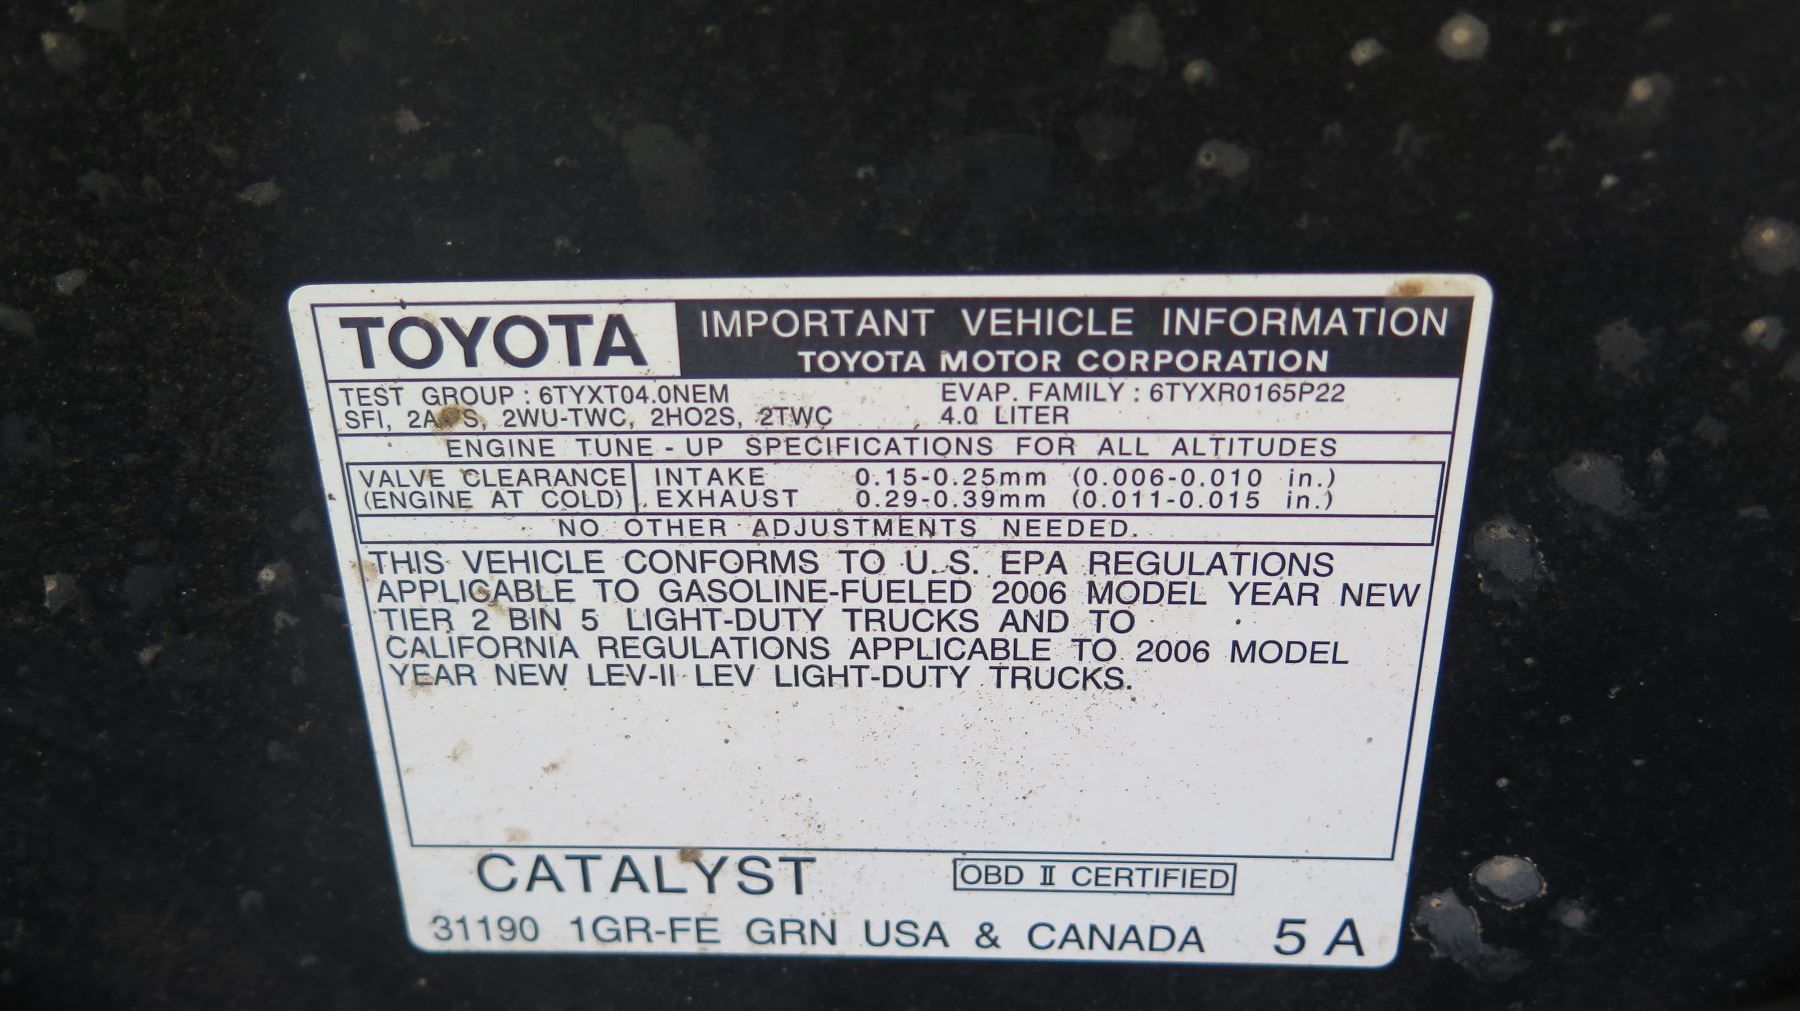 TOYOTA IMPORTANT VEHICLE INFORMATION
TOYOTA MOTOR CORPORATION
TEST GROUP : 6TYXT04.0NEM EVAP. FAMILY : 6TYXR0165P22
SFI, 2WU-TWC, 2HO2S, 2TWC 4.0 LITER
ENGINE TUNE-UP SPECIFICATIONS FOR ALL ALTITUDES
VALVE CLEARANCE INTAKE 0.15-0.25mm (0.006-0.010 in.)
(ENGINE AT COLD) EXHAUST 0.29-0.39mm (0.011-0.015 in.)
NO OTHER ADJUSTMENTS NEEDED.
THIS VEHICLE CONFORMS TO U.S. EPA REGULATIONS
APPLICABLE TO GASOLINE-FUELED 2006 MODEL YEAR NEW
TIER 2 BIN 5 LIGHT-DUTY TRUCKS AND TO
CALIFORNIA REGULATIONS APPLICABLE TO 2006 MODEL
YEAR NEW LEV-II LEV LIGHT-DUTY TRUCKS.
CATALYST OBD II CERTIFIED
31190 1GR-FE GRN USA & CANADA 5A